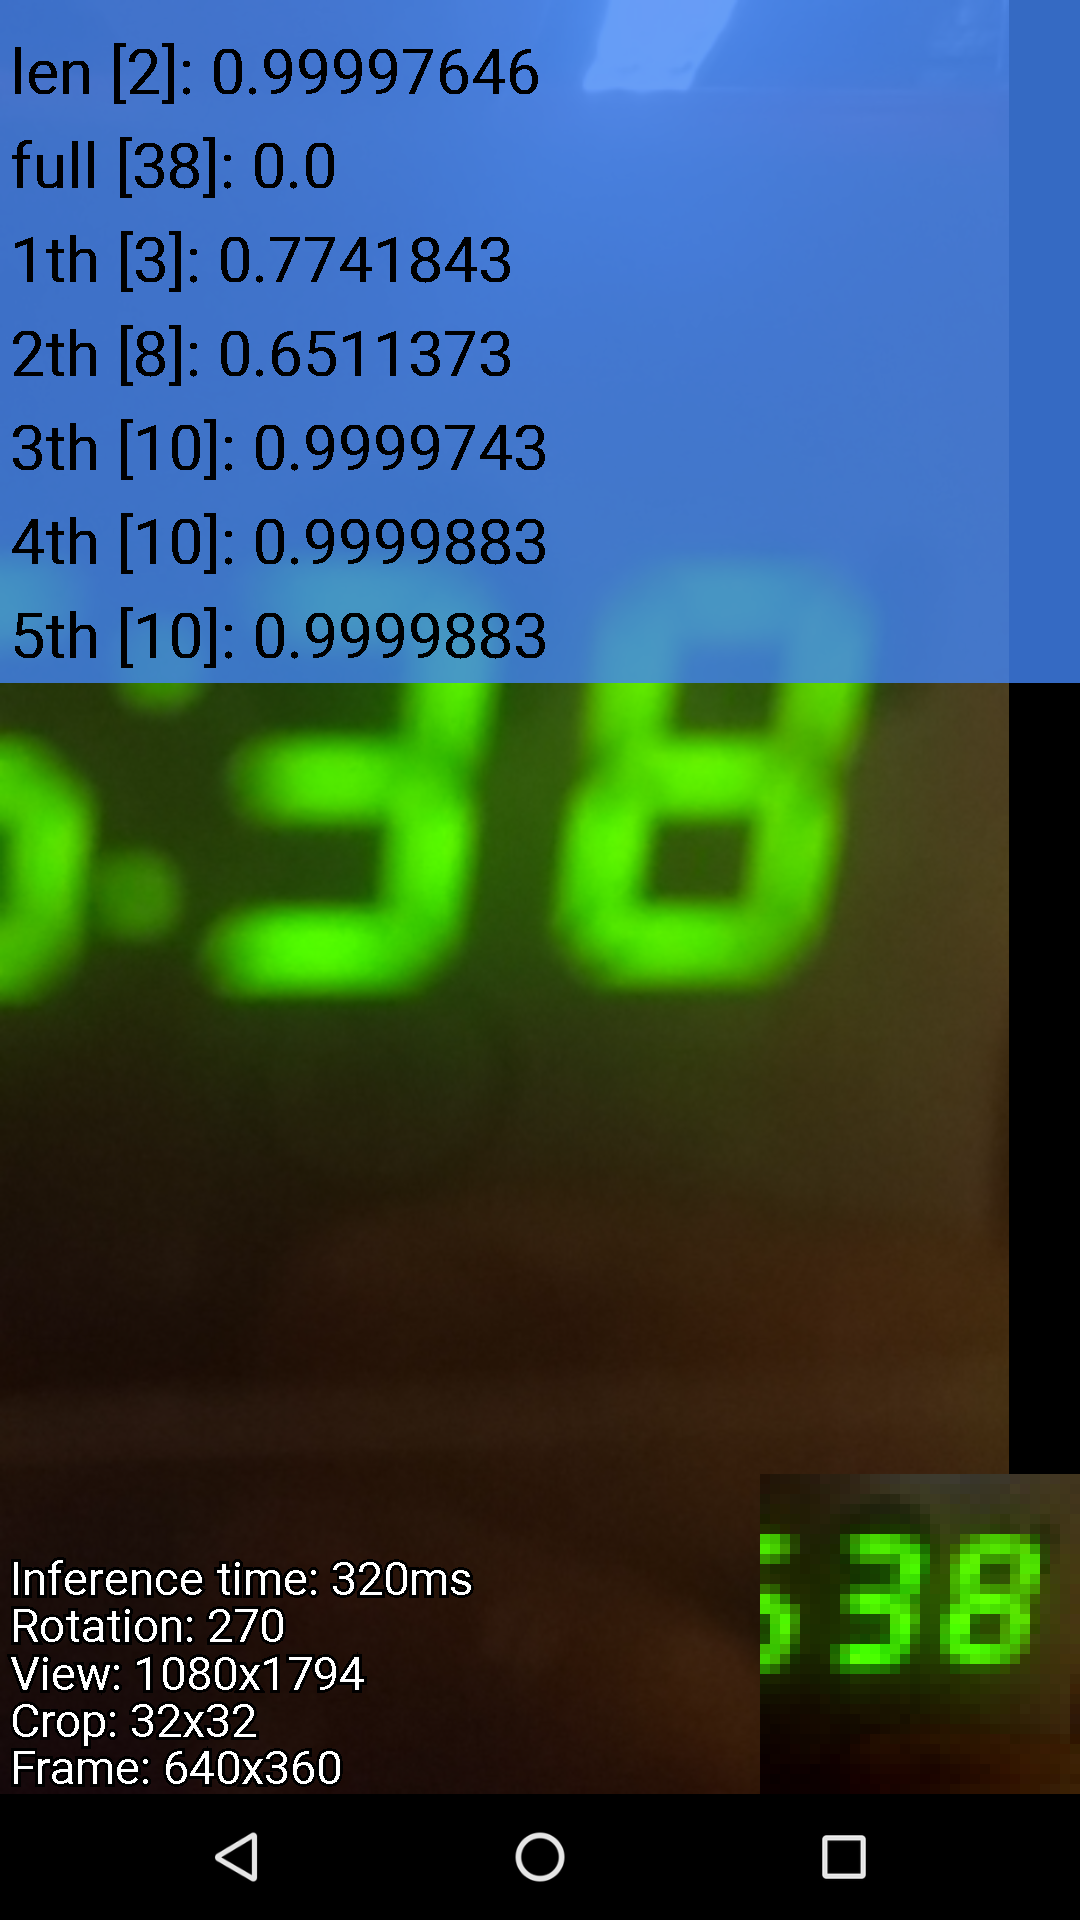 len [2]: 0.99997646
full [38]: 0.0
1th [3]: 0.7741843
2th [8]: 0.6511373
3th [10]: 0.9999743
4th [10]: 0.9999883
5th [10]: 0.9999883
:38
38
Inference time: 320ms
Rotation: 270
View: 1080x1794
Crop: 32x32
Frame: 640x360